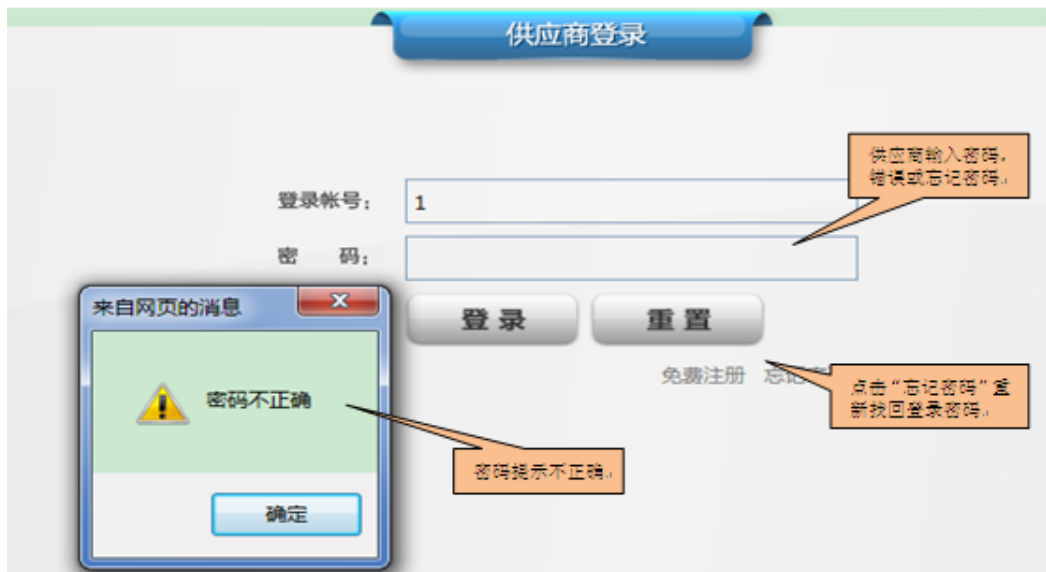 供应商登录
供应商输入密码，
错误或忘记密码。
登录帐号：
1
密 码：
来自网页的消息
登 录
重 置
免费注册 忘记
点击“忘记密码”重
新找回登录密码。
密码不正确
密码提示不正确。
确定